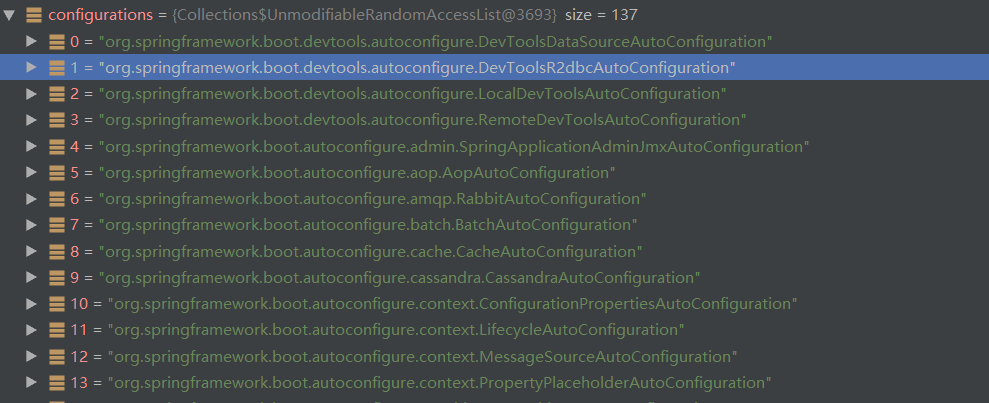 configurations = {Collections$UnmodifiableRandomAccessList@3693} size = 137
0 = "org.springframework.boot.devtools.autoconfigure.DevToolsDataSourceAutoConfiguration"
1 = "org.springframework.boot.devtools.autoconfigure.DevToolsR2dbcAutoConfiguration"
2 = "org.springframework.boot.devtools.autoconfigure.LocalDevToolsAutoConfiguration"
3 = "org.springframework.boot.devtools.autoconfigure.RemoteDevToolsAutoConfiguration"
4 = "org.springframework.boot.autoconfigure.admin.SpringApplicationAdminJmxAutoConfiguration"
5 = "org.springframework.boot.autoconfigure.aop.AopAutoConfiguration"
6 = "org.springframework.boot.autoconfigure.amqp.RabbitAutoConfiguration"
7 = "org.springframework.boot.autoconfigure.batch.BatchAutoConfiguration"
8 = "org.springframework.boot.autoconfigure.cache.CacheAutoConfiguration"
9 = "org.springframework.boot.autoconfigure.cassandra.CassandraAutoConfiguration"
10 = "org.springframework.boot.autoconfigure.context.ConfigurationPropertiesAutoConfiguration"
11 = "org.springframework.boot.autoconfigure.context.LifecycleAutoConfiguration"
12 = "org.springframework.boot.autoconfigure.context.MessageSourceAutoConfiguration"
13 = "org.springframework.boot.autoconfigure.context.PropertyPlaceholderAutoConfiguration"